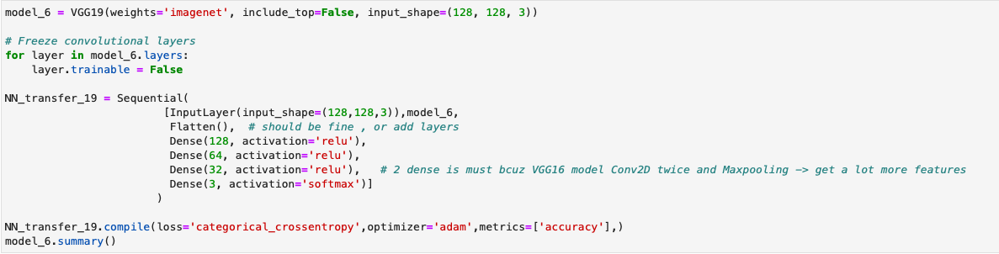 model_6 = VGG19(weights='imagenet', include_top=False, input_shape=(128, 128, 3))
# Freeze convolutional layers
for layer in model_6.layers:
    layer.trainable = False
NN_transfer_19 = Sequential(
                        [InputLayer(input_shape=(128,128,3)),model_6,
                         Flatten(),  # should be fine , or add layers
                         Dense(128, activation='relu'),
                         Dense(64, activation='relu'),
                         Dense(32, activation='relu'),   # 2 dense is must bcuz VGG16 model Conv2D twice and Maxpooling —> get a lot more features
                         Dense(3, activation='softmax')]
                       )
NN_transfer_19.compile(loss='categorical_crossentropy',optimizer='adam',metrics=['accuracy'],)
model_6.summary()